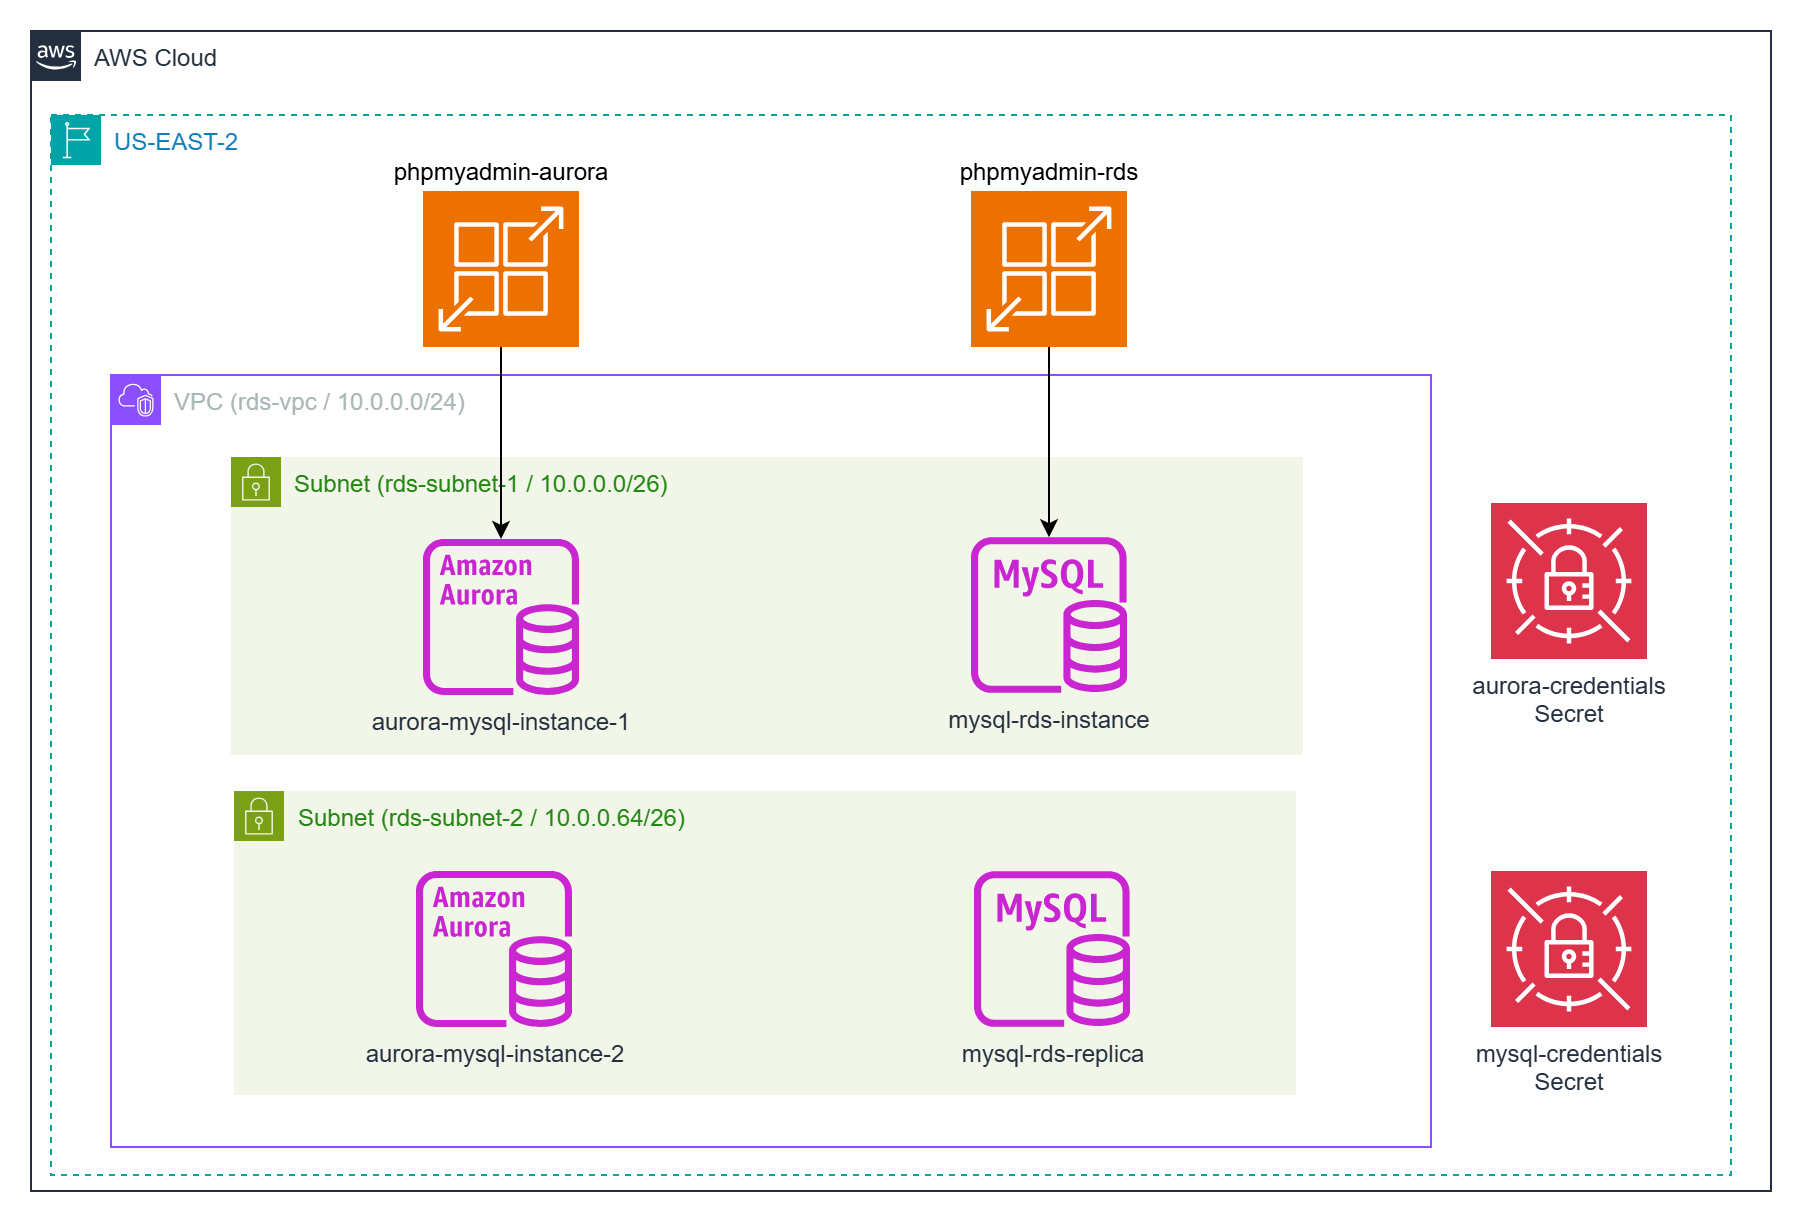 aws
AWS Cloud
US-EAST-2
phpmyadmin-aurora
phpmyadmin-rds
VPC (rds-vpc / 10.0.0.0/24)
Subnet (rds-subnet-1 / 10.0.0.0/26)
Amazon
Aurora
aurora-mysql-instance-1
MySQL
mysql-rds-instance
aurora-credentials
Secret
Subnet (rds-subnet-2 / 10.0.0.64/26)
Amazon
Aurora
aurora-mysql-instance-2
MySQL
mysql-rds-replica
mysql-credentials
Secret